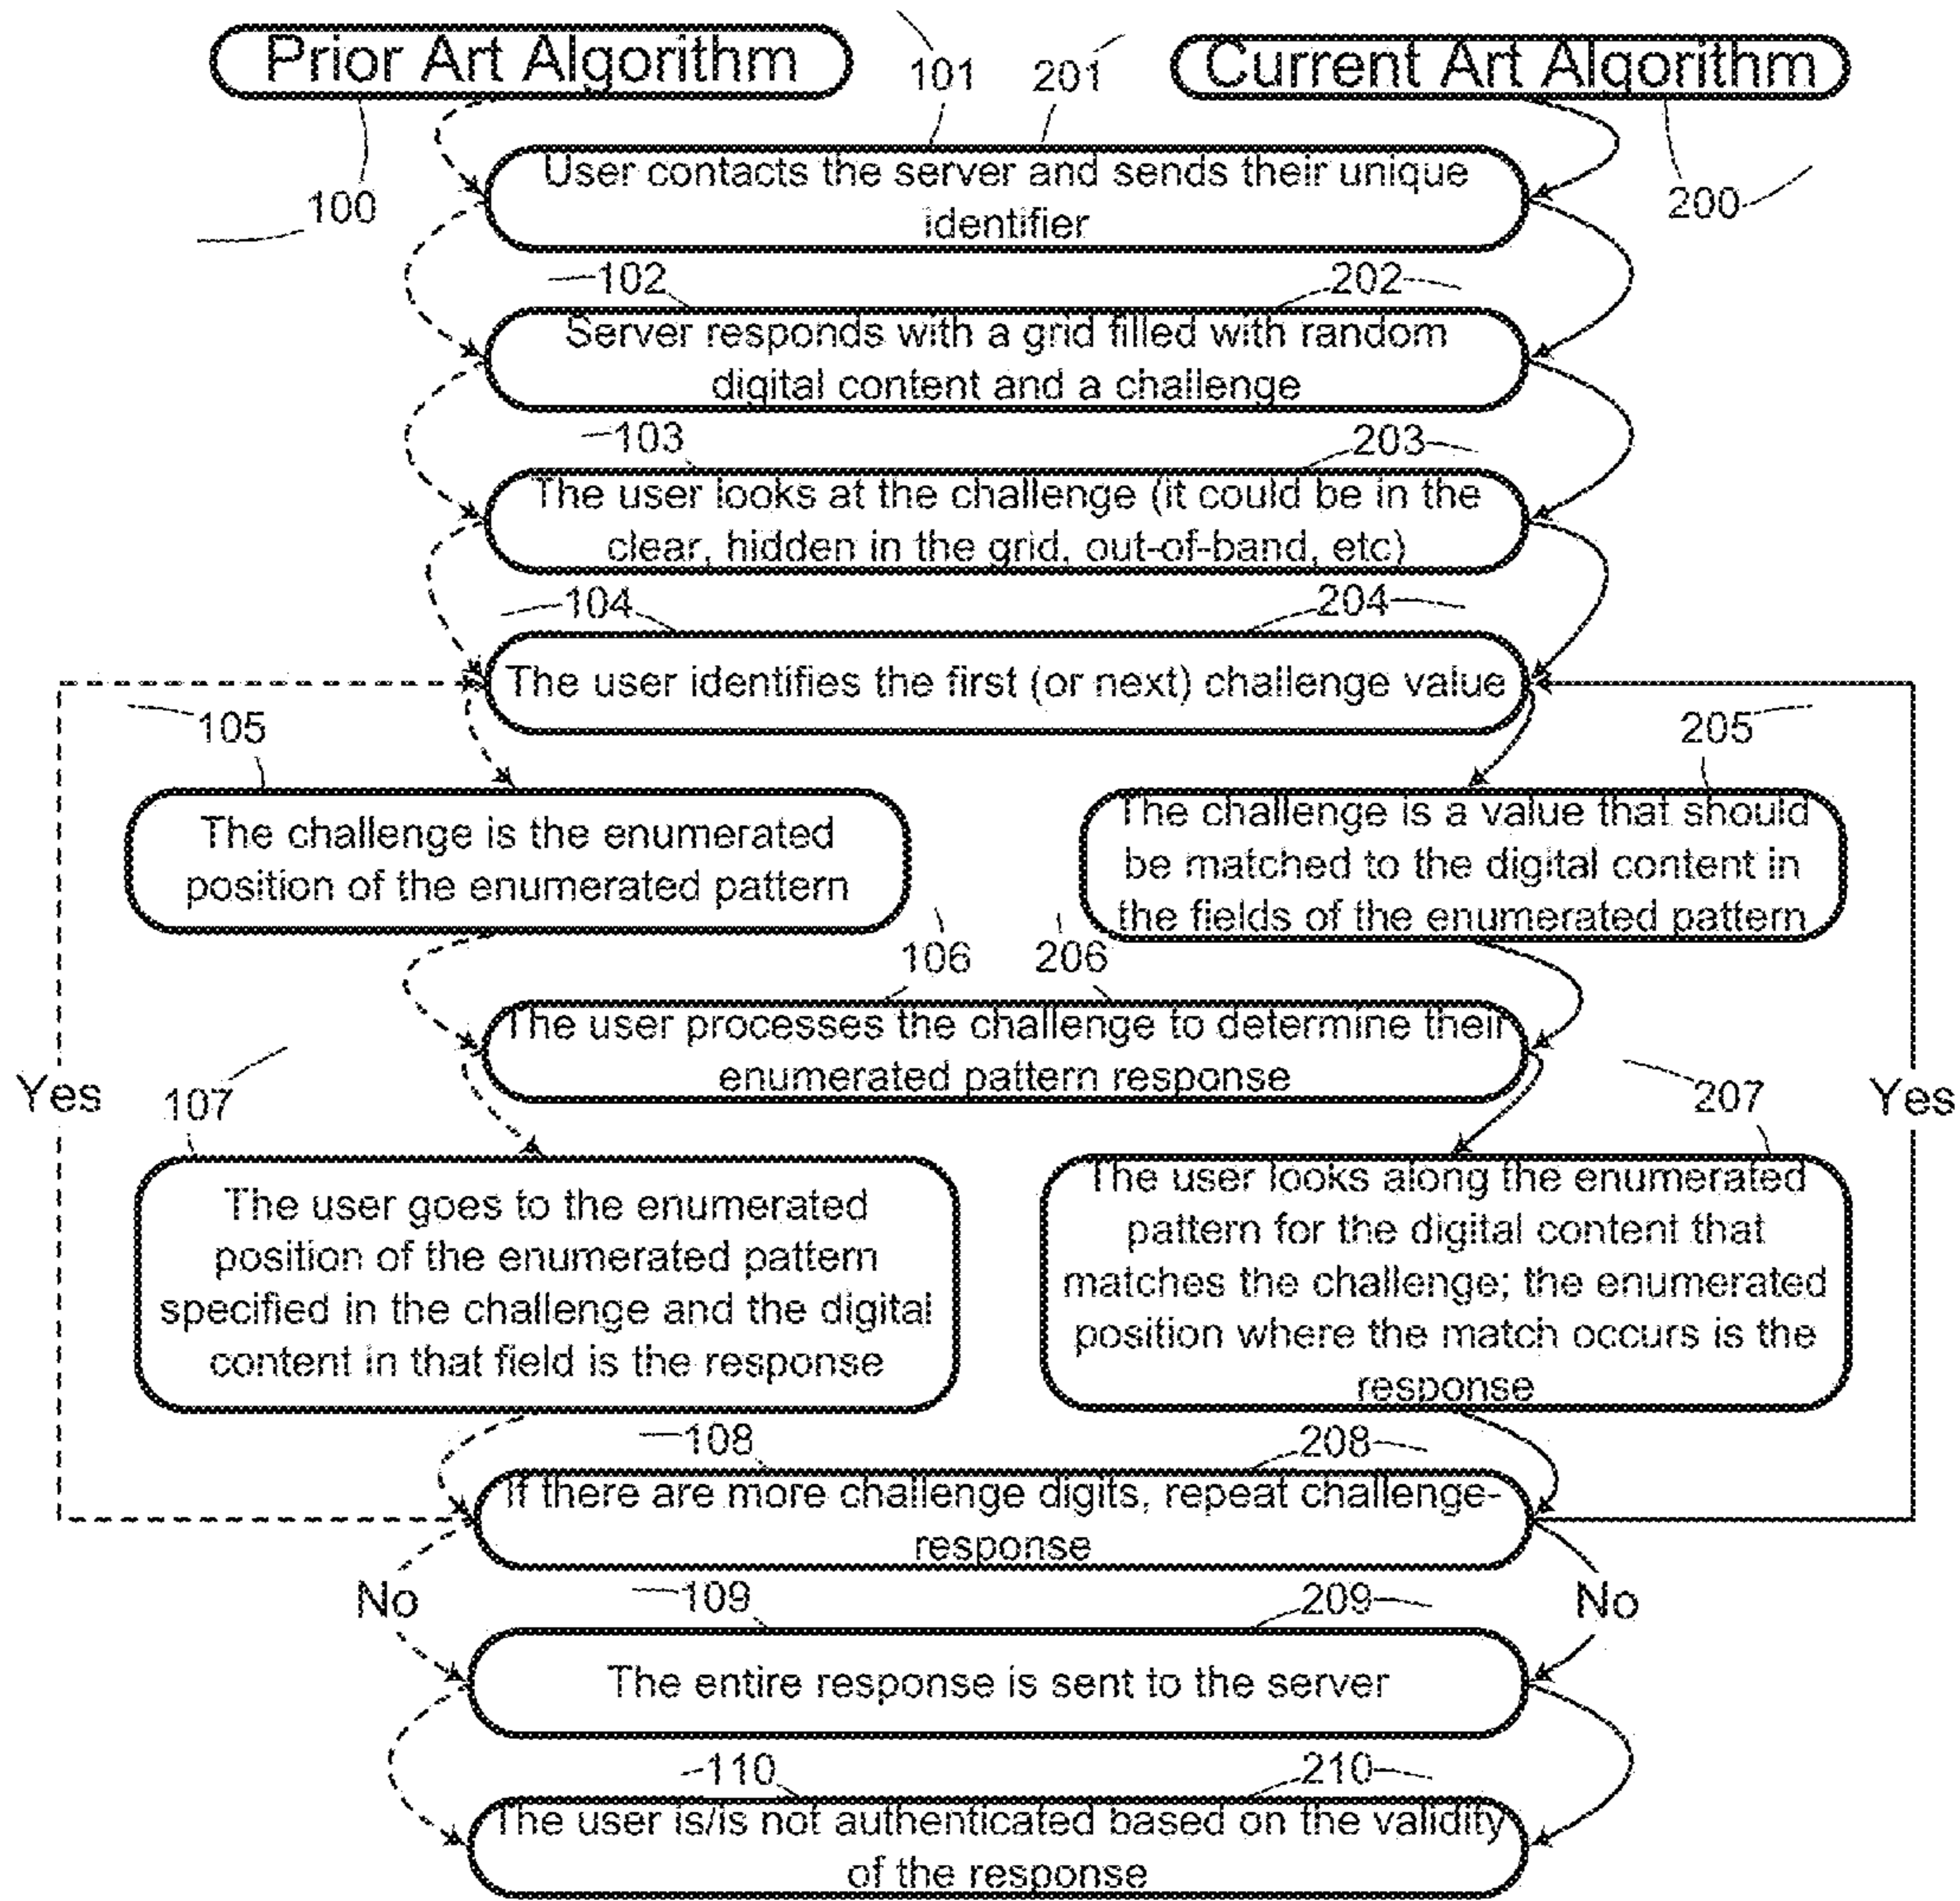 Prior Art Algorithm
101
201
Current Art Algorithm
User contacts the server and sends their unique
identifier
100
200
102
202
Server responds with a grid filled with random
digital content and a challenge
103
203
The user looks at the challenge (it could be in the
clear, hidden in the grid, out-of-band, etc)
104
204
The user identifies the first (or next) challenge value
105
205
The challenge is the enumerated
position of the enumerated pattern
The challenge is a value that should
be matched to the digital content in
the fields of the enumerated pattern
106
206
The user processes the challenge to determine their
enumerated pattern response
Yes
107
207
Yes
The user goes to the enumerated
position of the enumerated pattern
specified in the challenge and the digital
content in that field is the response
The user looks along the enumerated
pattern for the digital content that
matches the challenge; the enumerated
position where the match occurs is the
response
108
208
If there are more challenge digits, repeat challenge-
response
No
109
209
No
The entire response is sent to the server
110
210
The user is/is not authenticated based on the validity
of the response